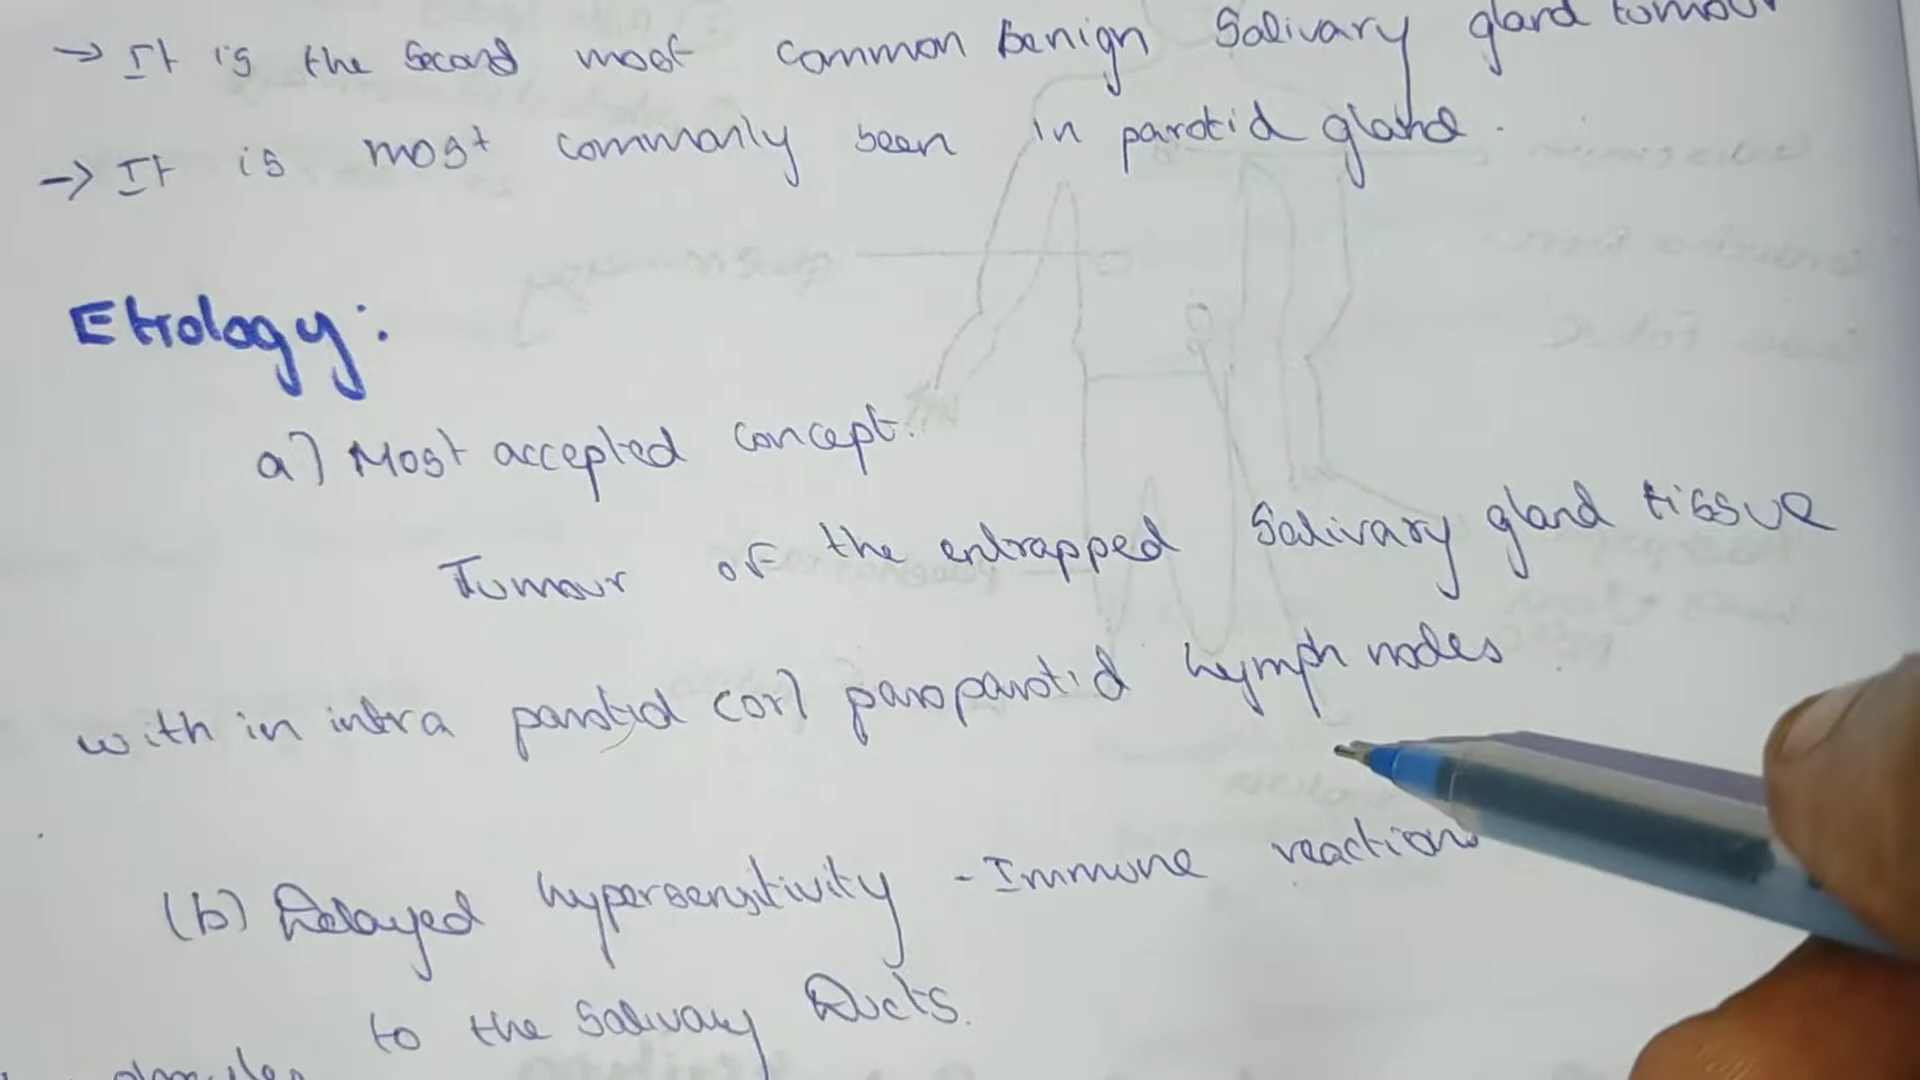 → It is the second most common benign salivary gland tumour
→ It is most commonly seen in parotid gland.
Etiology:
a) Most accepted concept.
Tumour of the entrapped salivary gland tissue
with in intra parotid (or) paraparotid lymph nodes
(b) Delayed hypersensitivity - Immune reaction
to the salivary Ducts.